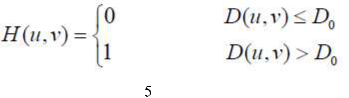 H(u,v) = { 0 D(u,v) ≤ D₀
1 D(u,v) > D₀
5